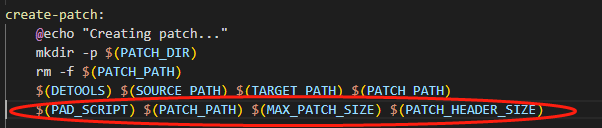 create-patch:
@echo "Creating patch..."
mkdir -p $(PATCH_DIR)
rm -f $(PATCH_PATH)
$(DETOOLS) $(SOURCE_PATH) $(TARGET_PATH) $(PATCH_PATH)
$(PAD_SCRIPT) $(PATCH_PATH) $(MAX_PATCH_SIZE) $(PATCH_HEADER_SIZE)